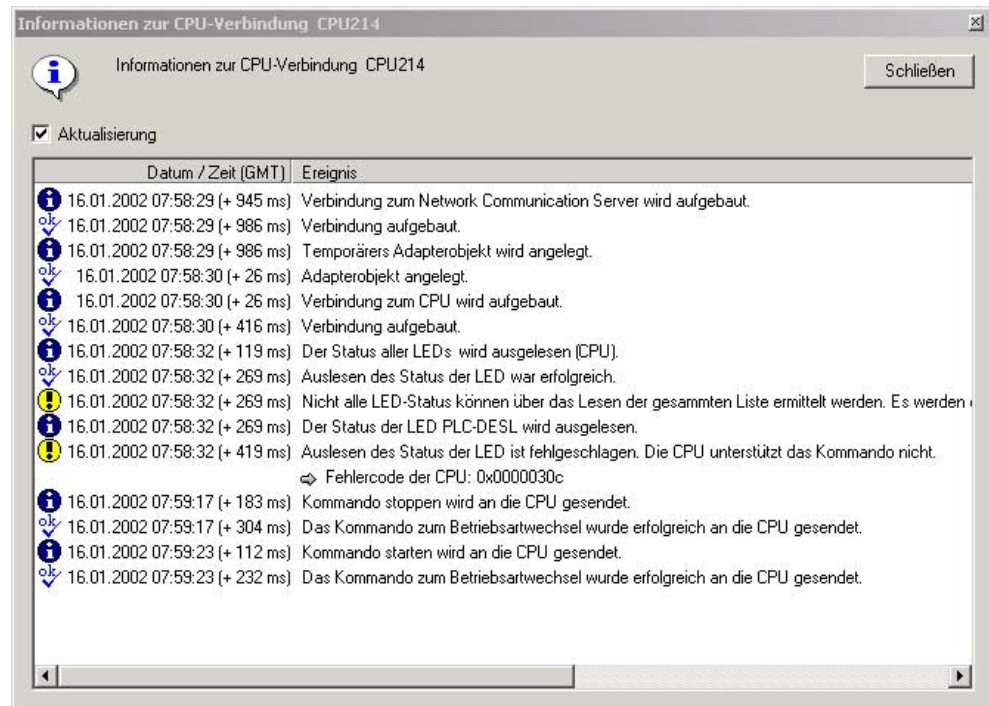 Informationen zur CPU-Verbindung CPU214
Informationen zur CPU-Verbindung CPU214
Schließen
Aktualisierung
Datum / Zeit (GMT) Ereignis
16.01.2002 07:58:29 (+ 945 ms) Verbindung zum Network Communication Server wird aufgebaut.
ok 16.01.2002 07:58:29 (+ 986 ms) Verbindung aufgebaut.
16.01.2002 07:58:29 (+ 986 ms) Temporärers Adapterobjekt wird angelegt.
ok 16.01.2002 07:58:30 (+ 26 ms) Adapterobjekt angelegt.
16.01.2002 07:58:30 (+ 26 ms) Verbindung zum CPU wird aufgebaut.
ok 16.01.2002 07:58:30 (+ 416 ms) Verbindung aufgebaut.
16.01.2002 07:58:32 (+ 119 ms) Der Status aller LEDs wird ausgelesen (CPU).
ok 16.01.2002 07:58:32 (+ 269 ms) Auslesen des Status der LED war erfolgreich.
16.01.2002 07:58:32 (+ 269 ms) Nicht alle LED-Status können über das Lesen der gesammten Liste ermittelt werden. Es werden
16.01.2002 07:58:32 (+ 269 ms) Der Status der LED PLC-DESL wird ausgelesen.
16.01.2002 07:58:32 (+ 419 ms) Auslesen des Status der LED ist fehlgeschlagen. Die CPU unterstützt das Kommando nicht.
⇨ Fehlercode der CPU: 0x0000030c
16.01.2002 07:59:17 (+ 183 ms) Kommando stoppen wird an die CPU gesendet.
ok 16.01.2002 07:59:17 (+ 304 ms) Das Kommando zum Betriebsartwechsel wurde erfolgreich an die CPU gesendet.
16.01.2002 07:59:23 (+ 112 ms) Kommando starten wird an die CPU gesendet.
ok 16.01.2002 07:59:23 (+ 232 ms) Das Kommando zum Betriebsartwechsel wurde erfolgreich an die CPU gesendet.